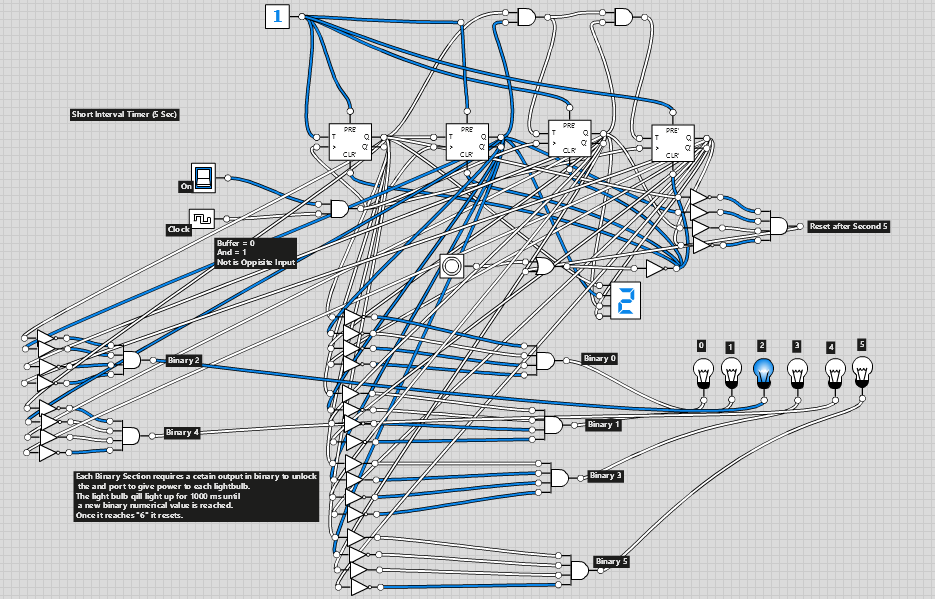 1
Short Interval Timer (5 Sec)
PRE'
T Q
> Q'
CLR'
PRE'
T Q
> Q'
CLR'
PRE'
T Q
> Q'
CLR'
PRE'
T Q
> Q'
CLR'
On
Clock
Reset after Second 5
Buffer = 0
And = 1
Not is Oppisite Input
2
0 1 2 3 4 5
Binary 2
Binary 0
Binary 4
Binary 1
Binary 3
Each Binary Section requires a cetain output in binary to unlock
the and port to give power to each lightbulb.
The light bulb qill light up for 1000 ms until
a new binary numerical value is reached.
Once it reaches "6" it resets.
Binary 5